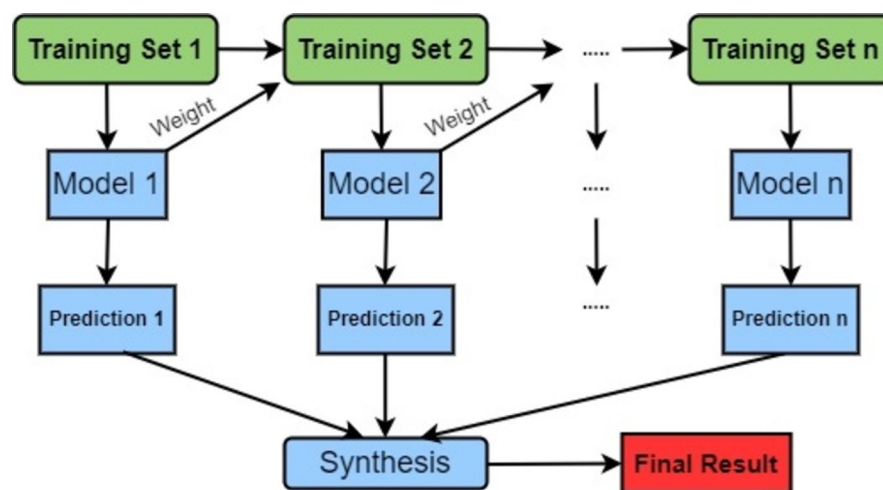 Training Set 1
Training Set 2
.....
Training Set n
Weight
Weight
Model 1
Model 2
.....
Model n
Prediction 1
Prediction 2
.....
Prediction n
Synthesis
Final Result